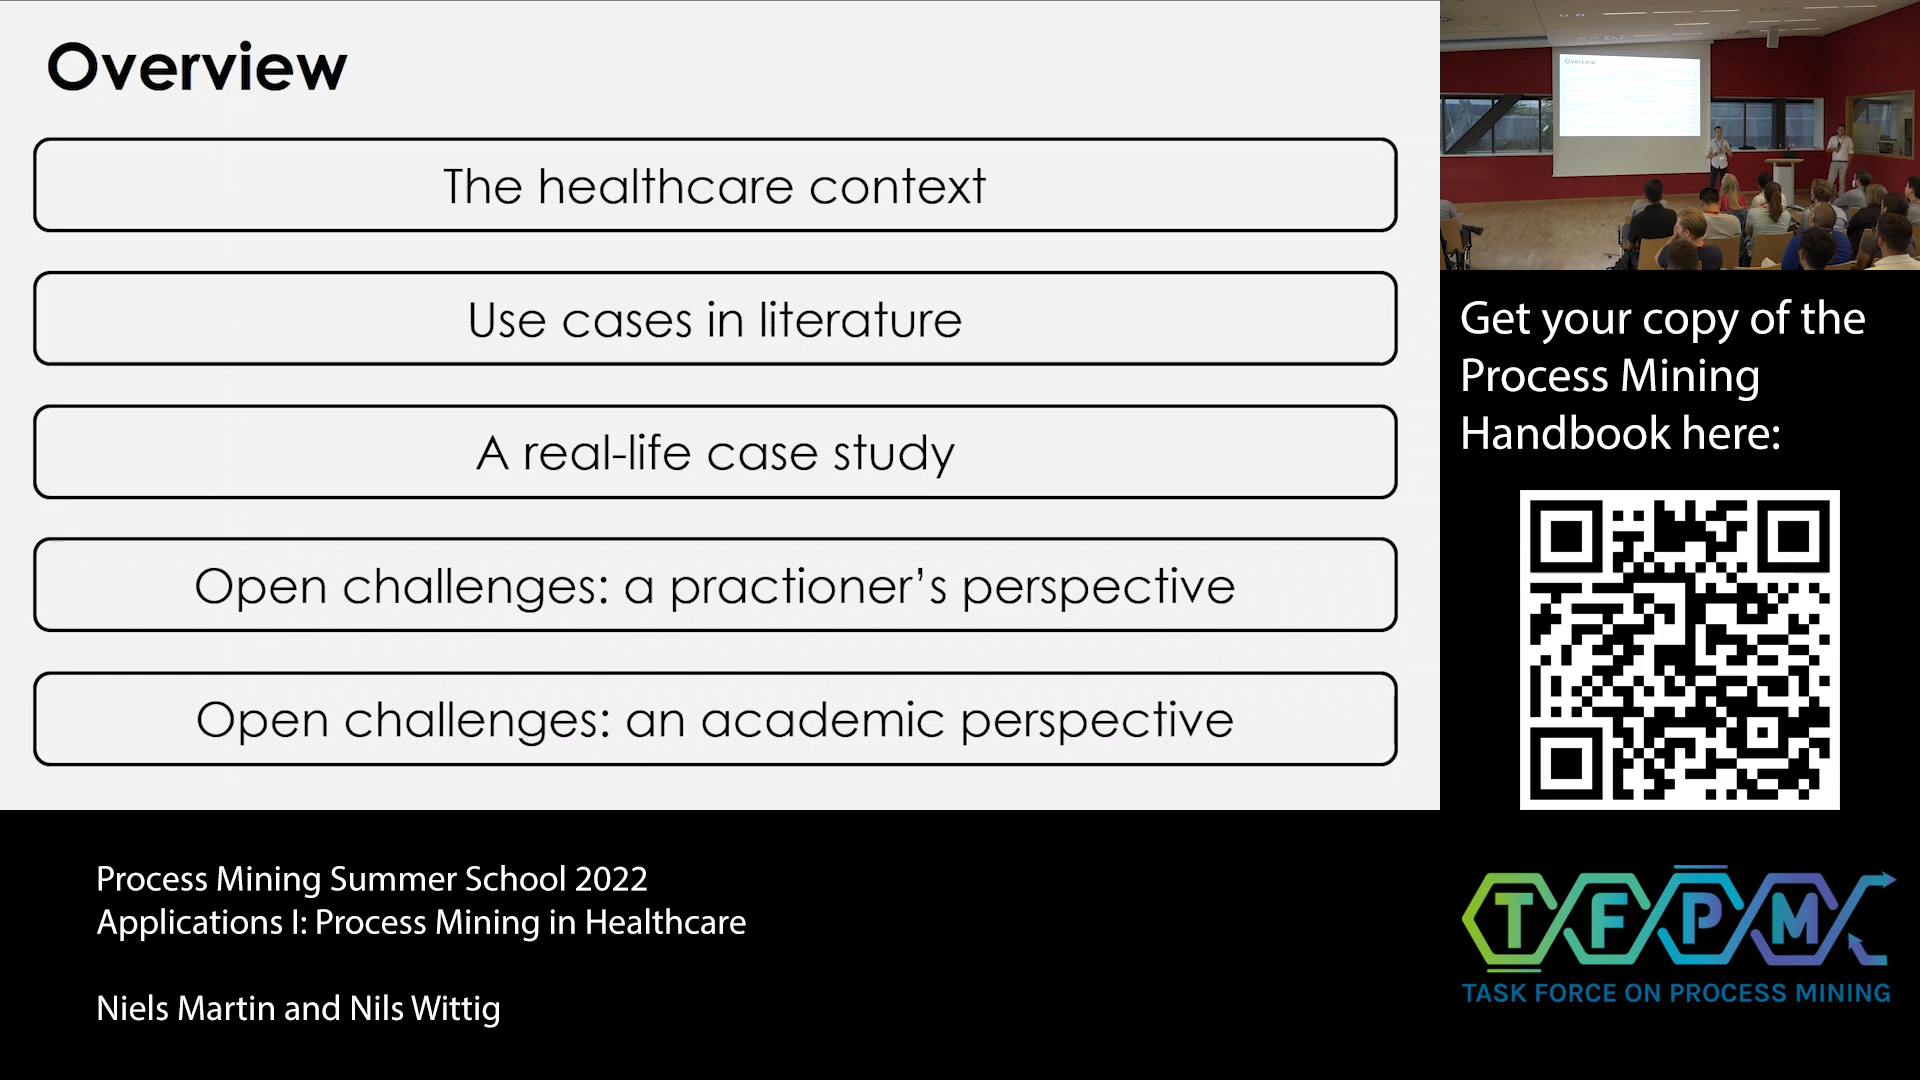 Overview
The healthcare context
Use cases in literature
A real-life case study
Open challenges: a practioner's perspective
Open challenges: an academic perspective
Overview
Get your copy of the
Process Mining
Handbook here:
Process Mining Summer School 2022
Applications I: Process Mining in Healthcare
Niels Martin and Nils Wittig
TFPM
TASK FORCE ON PROCESS MINING